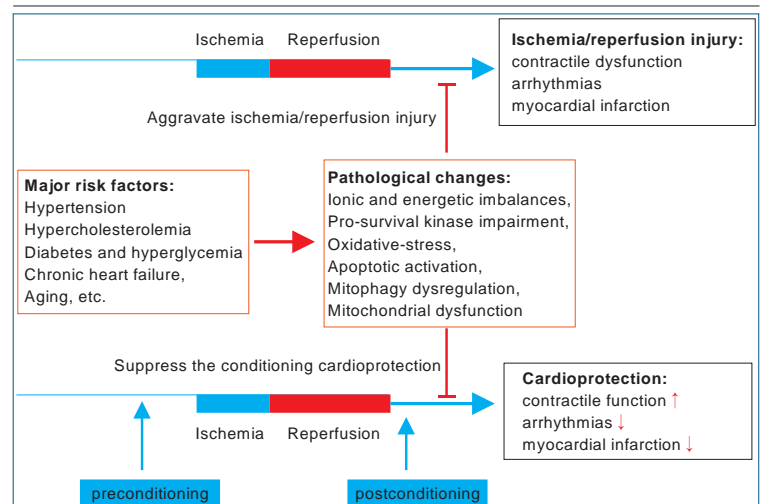 Ischemia Reperfusion
Ischemia/reperfusion injury:
contractile dysfunction
arrhythmias
myocardial infarction
Aggravate ischemia/reperfusion injury
Major risk factors:
Hypertension
Hypercholesterolemia
Diabetes and hyperglycemia
Chronic heart failure,
Aging, etc.
Pathological changes:
Ionic and energetic imbalances,
Pro-survival kinase impairment,
Oxidative-stress,
Apoptotic activation,
Mitophagy dysregulation,
Mitochondrial dysfunction
Suppress the conditioning cardioprotection
Cardioprotection:
contractile function ↑
arrhythmias ↓
myocardial infarction ↓
Ischemia Reperfusion
preconditioning
postconditioning